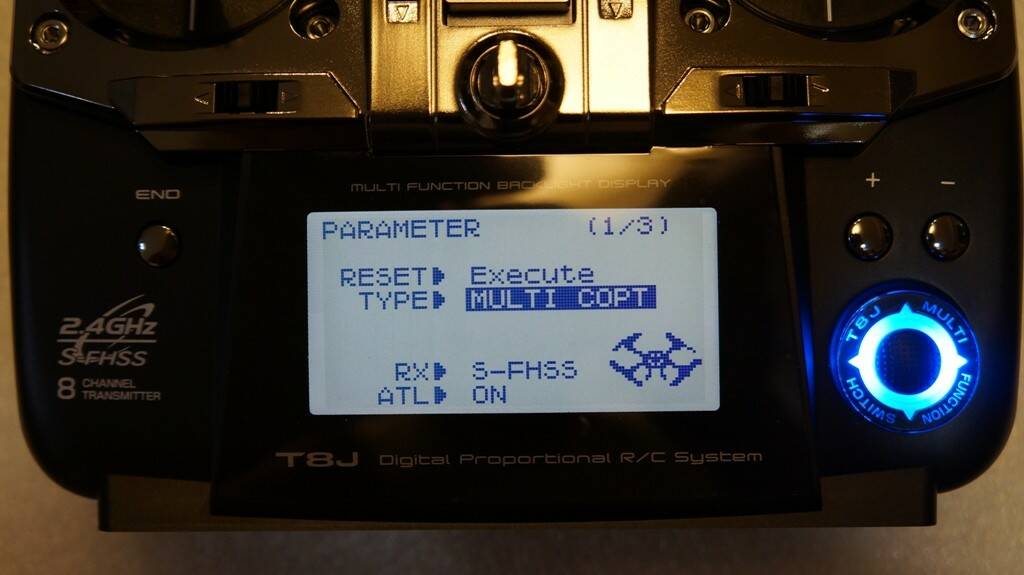 MULTI FUNCTION BACKLIGHT DISPLAY
END
+ −
PARAMETER (1/3)
RESET Execute
TYPE MULTI COPT
RX S-FHSS
ATL ON
2.4GHz
S-FHSS
8 CHANNEL
TRANSMITTER
T8J MULTI
SWITCH FUNCTION
T8J Digital Proportional R/C System